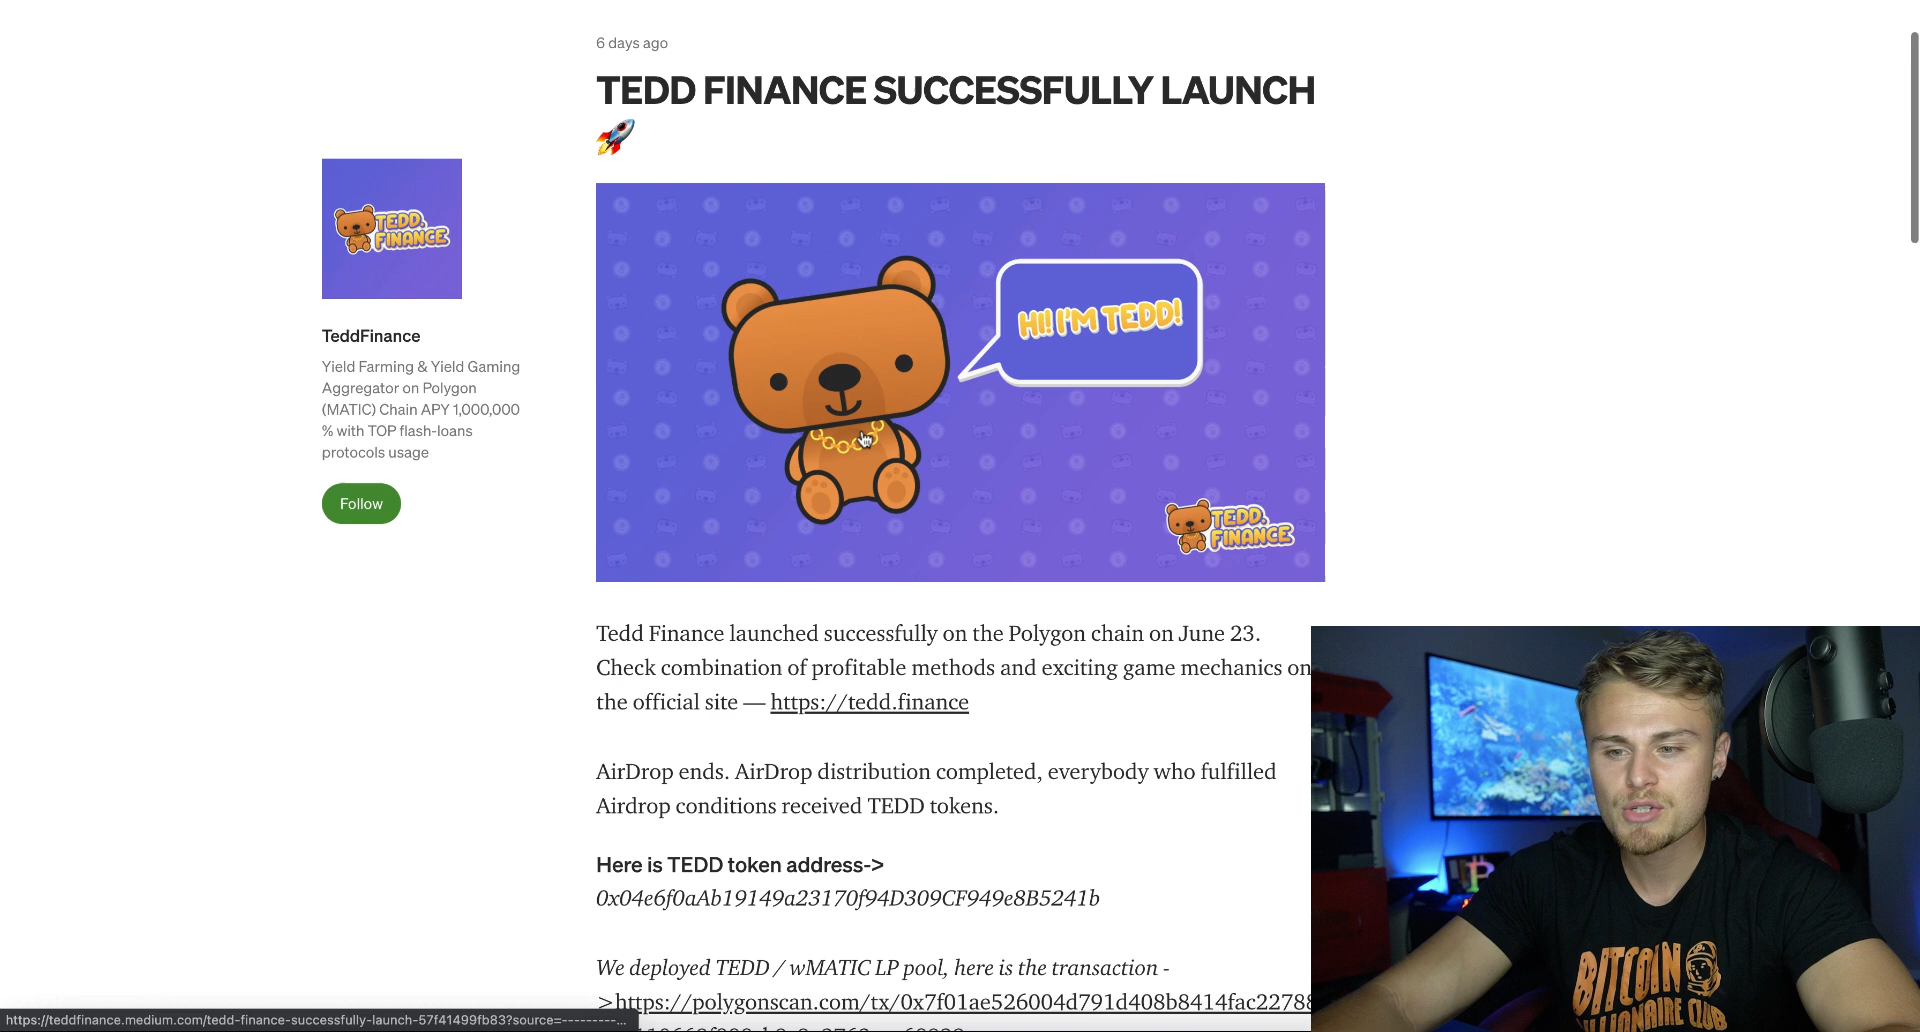 6 days ago
TEDD FINANCE SUCCESSFULLY LAUNCH
🚀
TEDD.
FINANCE
HI! I'M TEDD!
TEDD.
FINANCE
TeddFinance
Yield Farming & Yield Gaming
Aggregator on Polygon
(MATIC) Chain APY 1,000,000
% with TOP flash-loans
protocols usage
Follow
Tedd Finance launched successfully on the Polygon chain on June 23.
Check combination of profitable methods and exciting game mechanics on
the official site — https://tedd.finance
AirDrop ends. AirDrop distribution completed, everybody who fulfilled
Airdrop conditions received TEDD tokens.
Here is TEDD token address->
0x04e6f0aAb19149a23170f94D309CF949e8B5241b
We deployed TEDD / wMATIC LP pool, here is the transaction -
>https://polygonscan.com/tx/0x7f01ae526004d791d408b8414fac22788
https://teddfinance.medium.com/tedd-finance-successfully-launch-57f41499fb83?source=---------...
BITCOIN
CLUB